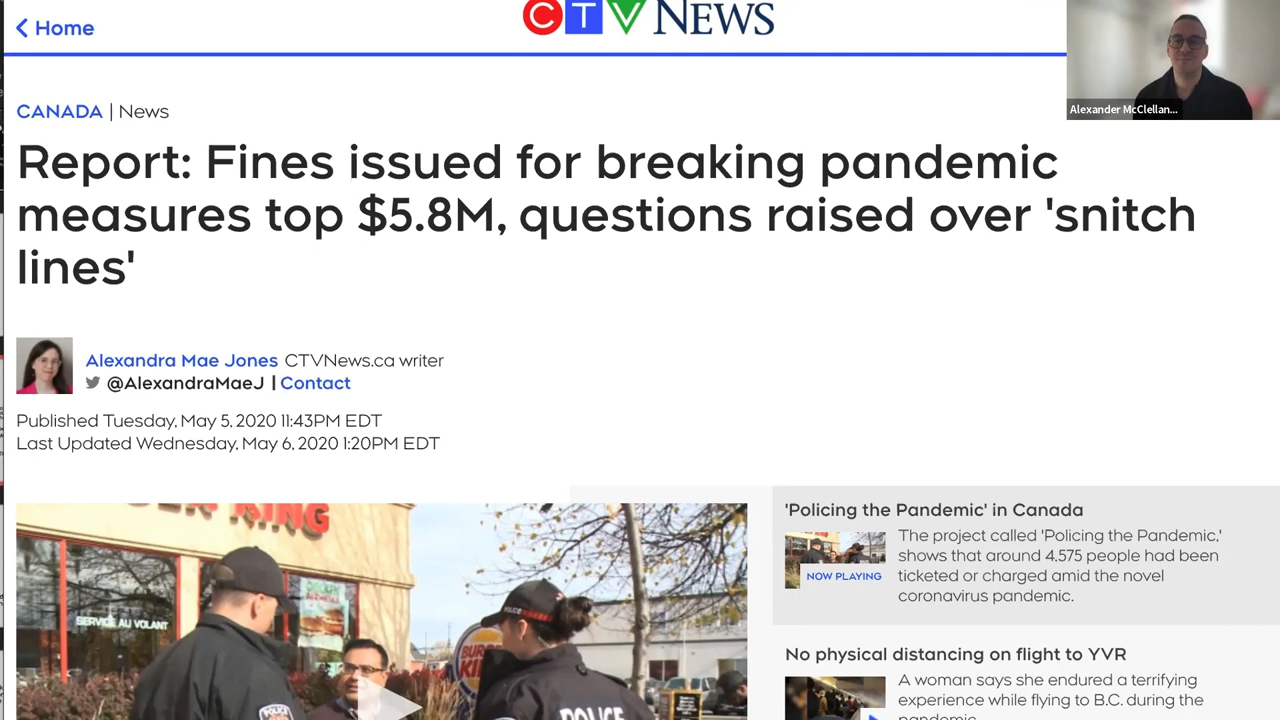 Home
CTV NEWS
Alexander McClellan...
CANADA | News
Report: Fines issued for breaking pandemic
measures top $5.8M, questions raised over 'snitch
lines'
Alexandra Mae Jones CTVNews.ca writer
@AlexandraMaeJ | Contact
Published Tuesday, May 5, 2020 11:43PM EDT
Last Updated Wednesday, May 6, 2020 1:20PM EDT
SERVICE AU VOLANT
POLICE
BURGER KING
POLICE
POLICE
'Policing the Pandemic' in Canada
NOW PLAYING
The project called 'Policing the Pandemic,'
shows that around 4,575 people had been
ticketed or charged amid the novel
coronavirus pandemic.
No physical distancing on flight to YVR
A woman says she endured a terrifying
experience while flying to B.C. during the
pandemic